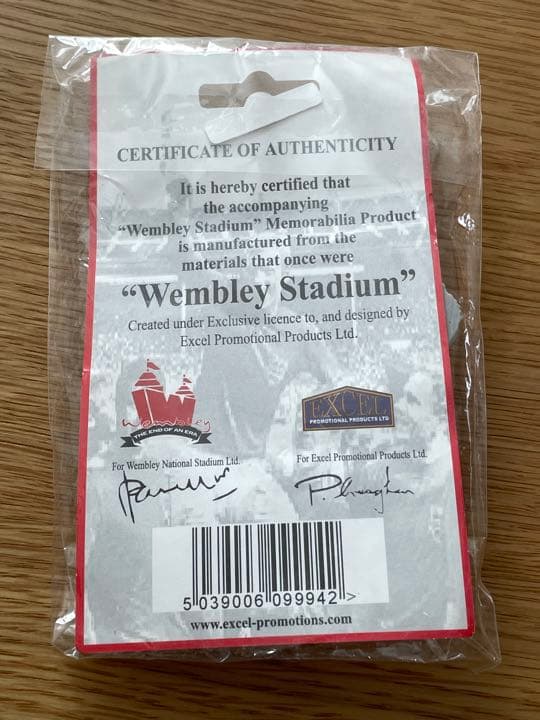 CERTIFICATE OF AUTHENTICITY
It is hereby certified that
the accompanying
“Wembley Stadium” Memorabilia Product
is manufactured from the
materials that once were
“Wembley Stadium”
Created under Exclusive licence to, and designed by
Excel Promotional Products Ltd.
Wembley
THE END OF AN ERA
EXCEL
PROMOTIONAL PRODUCTS LTD
For Wembley National Stadium Ltd.
For Excel Promotional Products Ltd.
5 039006 099942 >
www.excel-promotions.com